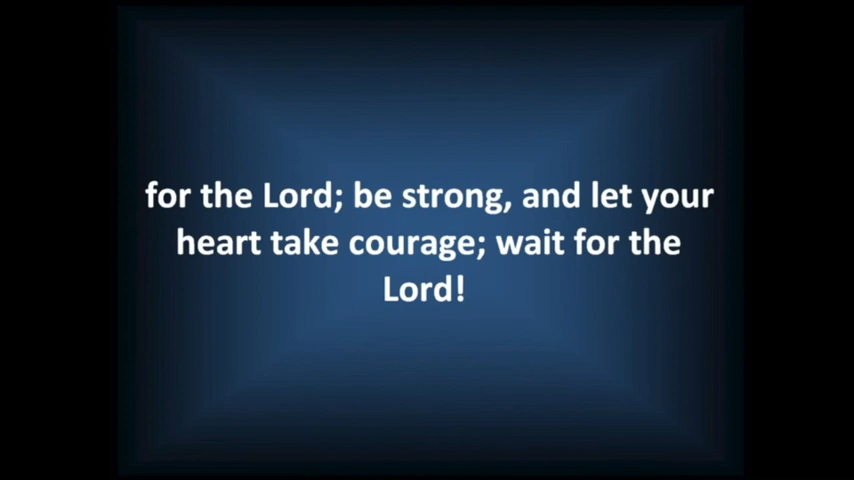 for the Lord; be strong, and let your
heart take courage; wait for the
Lord!